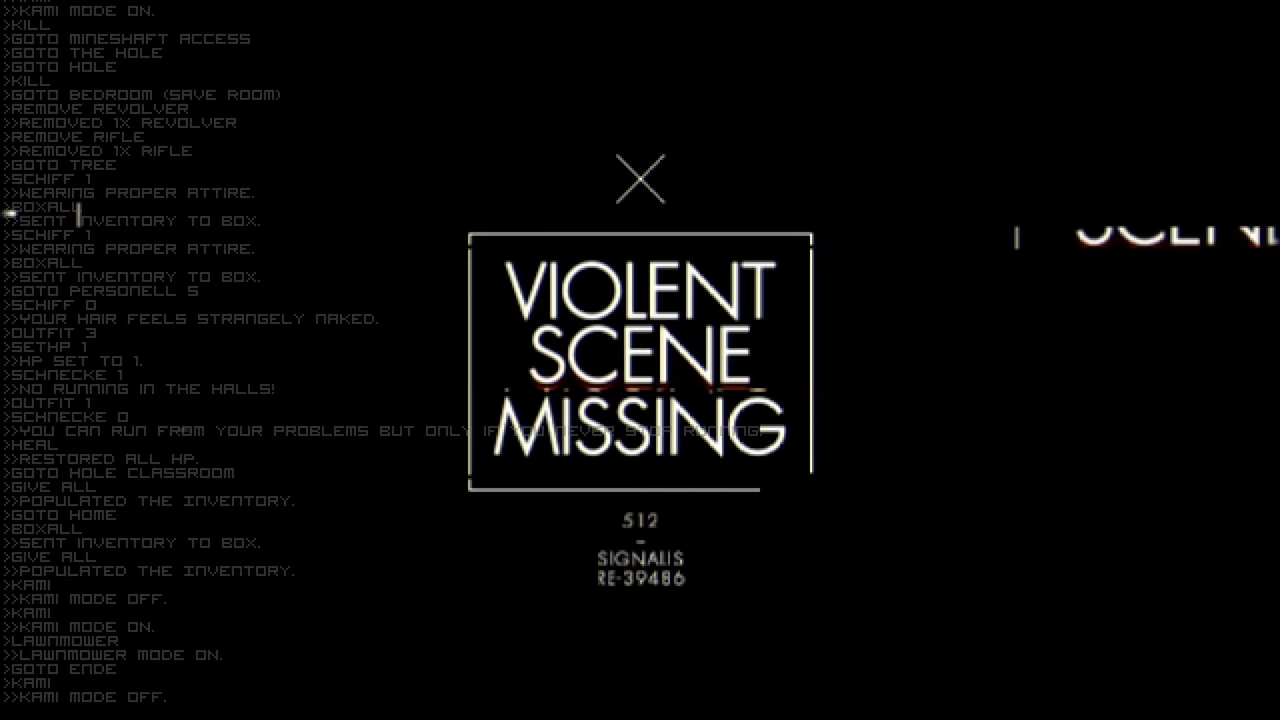 >>KAMI MODE ON.
>KILL
>GOTO MINESHAFT ACCESS
>GOTO THE HOLE
>GOTO HOLE
>KILL
>GOTO BEDROOM (SAVE ROOM)
>REMOVE REVOLVER
>>REMOVED 1X REVOLVER
>REMOVE RIFLE
>>REMOVED 1X RIFLE
>GOTO TREE
>SCHIFF 1
>>WEARING PROPER ATTIRE.
>BOXALL
>>SENT INVENTORY TO BOX.
>SCHIFF 1
>>WEARING PROPER ATTIRE.
>BOXALL
>>SENT INVENTORY TO BOX.
>GOTO PERSONELL 5
>SCHIFF 0
>>YOUR HAIR FEELS STRANGELY NAKED.
>OUTFIT 3
>SETHP 1
>>HP SET TO 1.
>SCHNECKE 1
>>NO RUNNING IN THE HALLS!
>OUTFIT 1
>SCHNECKE 0
>>YOU CAN RUN FROM YOUR PROBLEMS BUT ONLY IF YOU NEVER STOP RUNNING.
>HEAL
>>RESTORED ALL HP.
>GOTO HOLE CLASSROOM
>GIVE ALL
>>POPULATED THE INVENTORY.
>GOTO HOME
>BOXALL
>>SENT INVENTORY TO BOX.
>GIVE ALL
>>POPULATED THE INVENTORY.
>KAMI
>>KAMI MODE OFF.
>KAMI
>>KAMI MODE ON.
>LAWNMOWER
>>LAWNMOWER MODE ON.
>GOTO ENDE
>KAMI
>>KAMI MODE OFF.
VIOLENT
SCENE
MISSING
512
–
SIGNALIS
RE-39486
SCENE